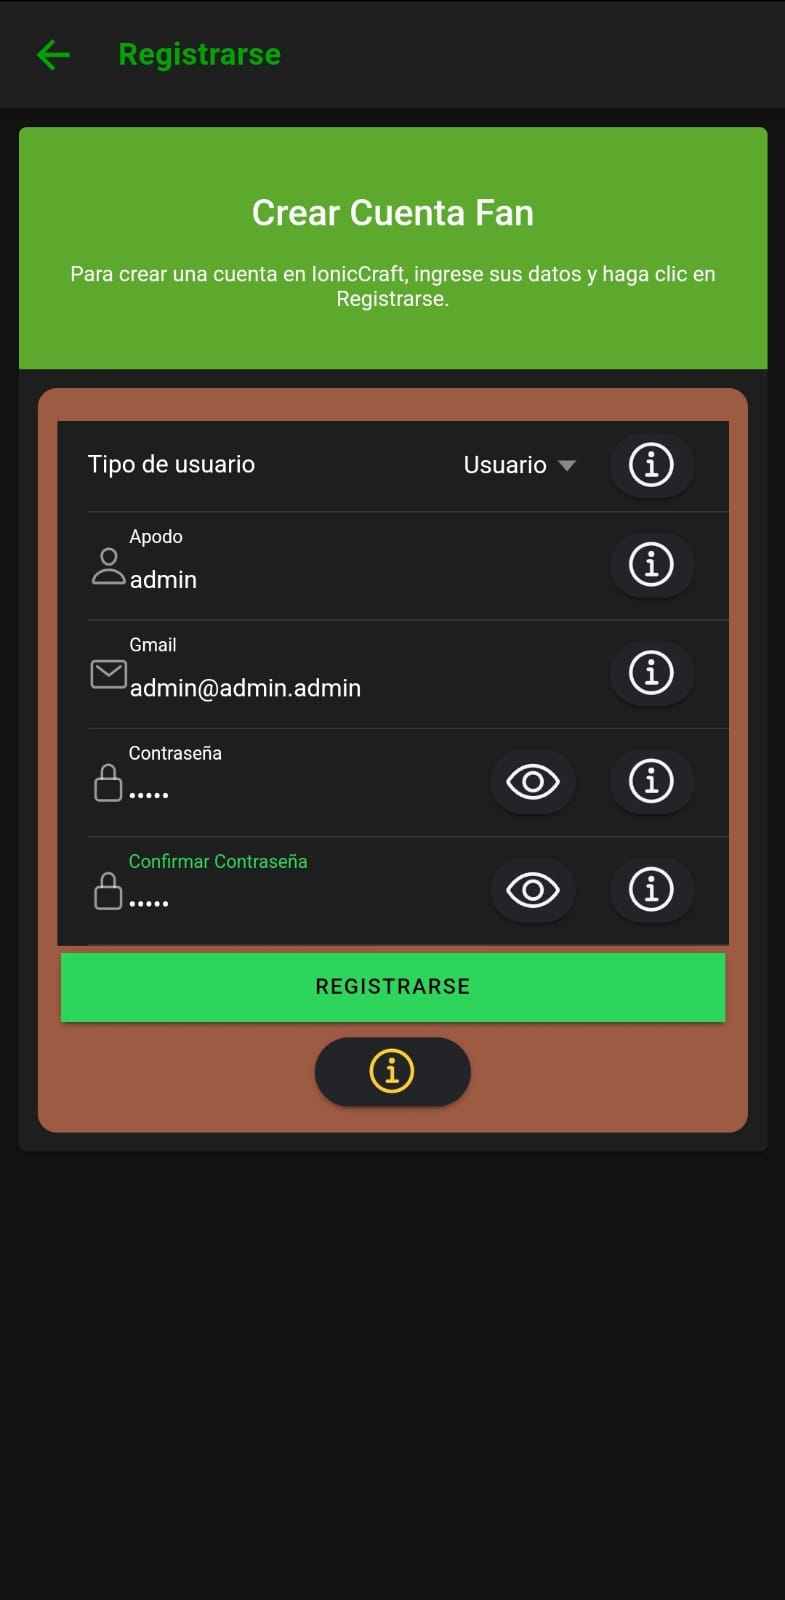 Registrarse
Crear Cuenta Fan
Para crear una cuenta en IonicCraft, ingrese sus datos y haga clic en
Registrarse.
Tipo de usuario Usuario
Apodo
admin
Gmail
admin@admin.admin
Contraseña
•••••
Confirmar Contraseña
•••••
REGISTRARSE